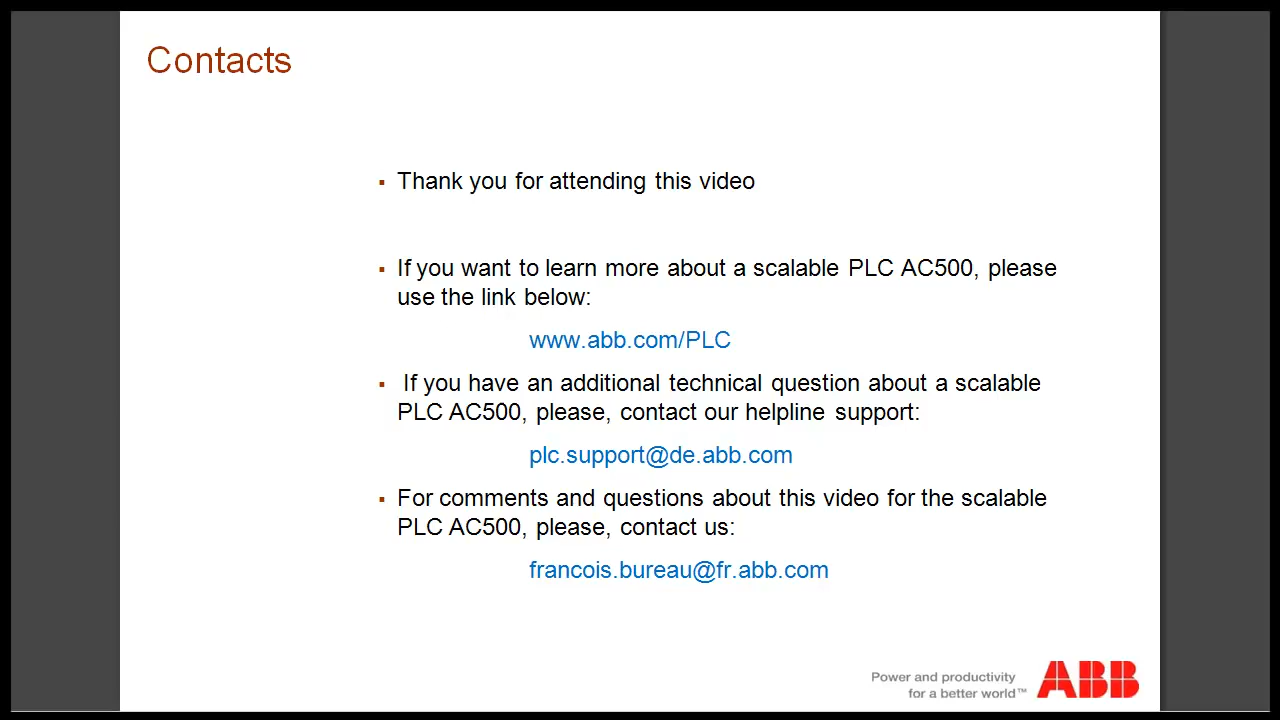 Contacts
▪ Thank you for attending this video
▪ If you want to learn more about a scalable PLC AC500, please
use the link below:
www.abb.com/PLC
▪ If you have an additional technical question about a scalable
PLC AC500, please, contact our helpline support:
plc.support@de.abb.com
▪ For comments and questions about this video for the scalable
PLC AC500, please, contact us:
francois.bureau@fr.abb.com
Power and productivity
for a better world™
ABB